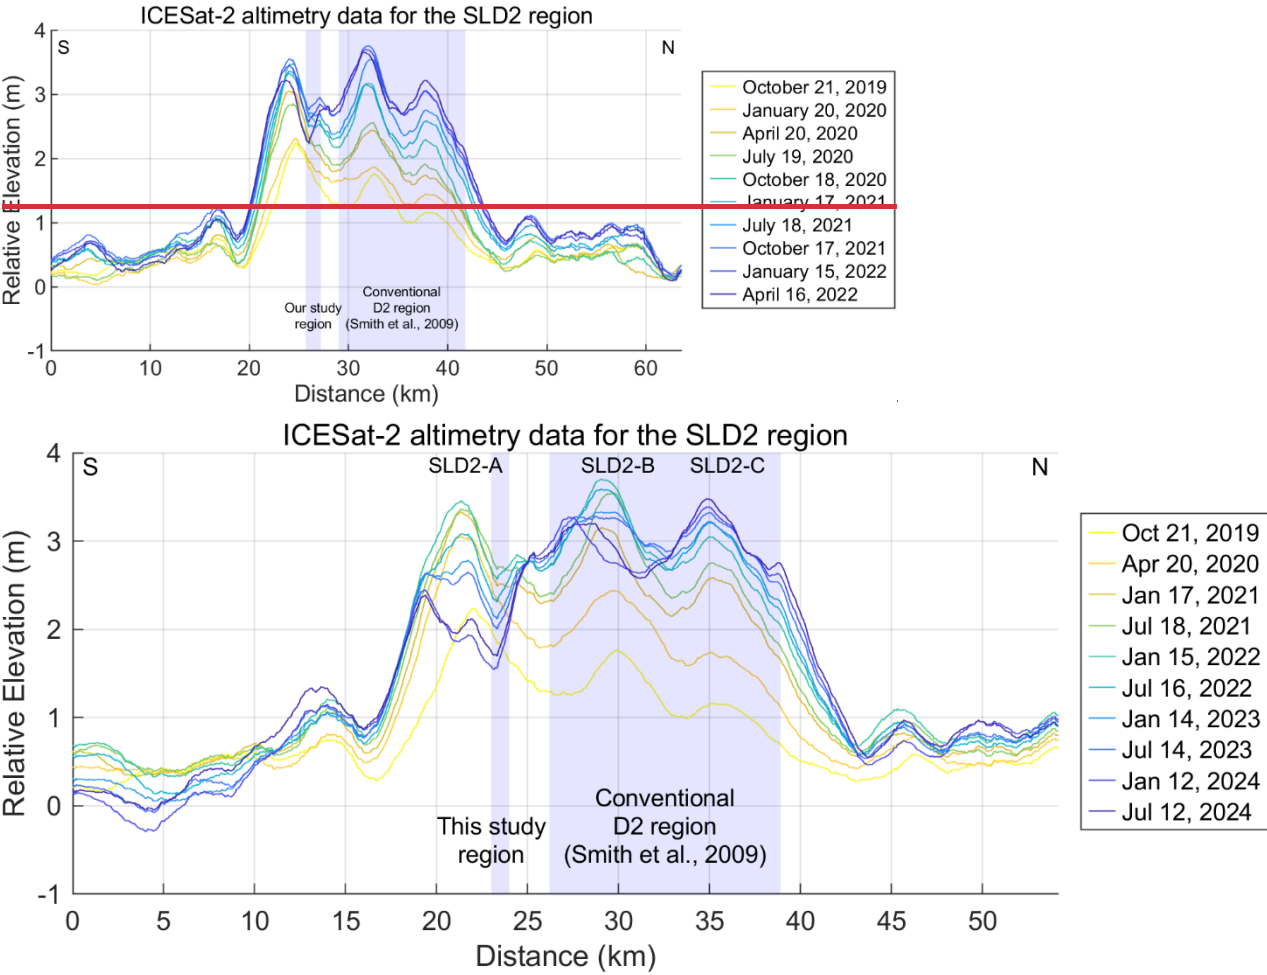 ICESat-2 altimetry data for the SLD2 region
S
N
4
3
2
1
0
-1
Relative Elevation (m)
Our study
region
Conventional
D2 region
(Smith et al., 2009)
0 10 20 30 40 50 60
Distance (km)
October 21, 2019
January 20, 2020
April 20, 2020
July 19, 2020
October 18, 2020
January 17, 2021
July 18, 2021
October 17, 2021
January 15, 2022
April 16, 2022
ICESat-2 altimetry data for the SLD2 region
S
SLD2-A
SLD2-B
SLD2-C
N
4
3
2
1
0
-1
Relative Elevation (m)
This study
region
Conventional
D2 region
(Smith et al., 2009)
0 5 10 15 20 25 30 35 40 45 50
Distance (km)
Oct 21, 2019
Apr 20, 2020
Jan 17, 2021
Jul 18, 2021
Jan 15, 2022
Jul 16, 2022
Jan 14, 2023
Jul 14, 2023
Jan 12, 2024
Jul 12, 2024